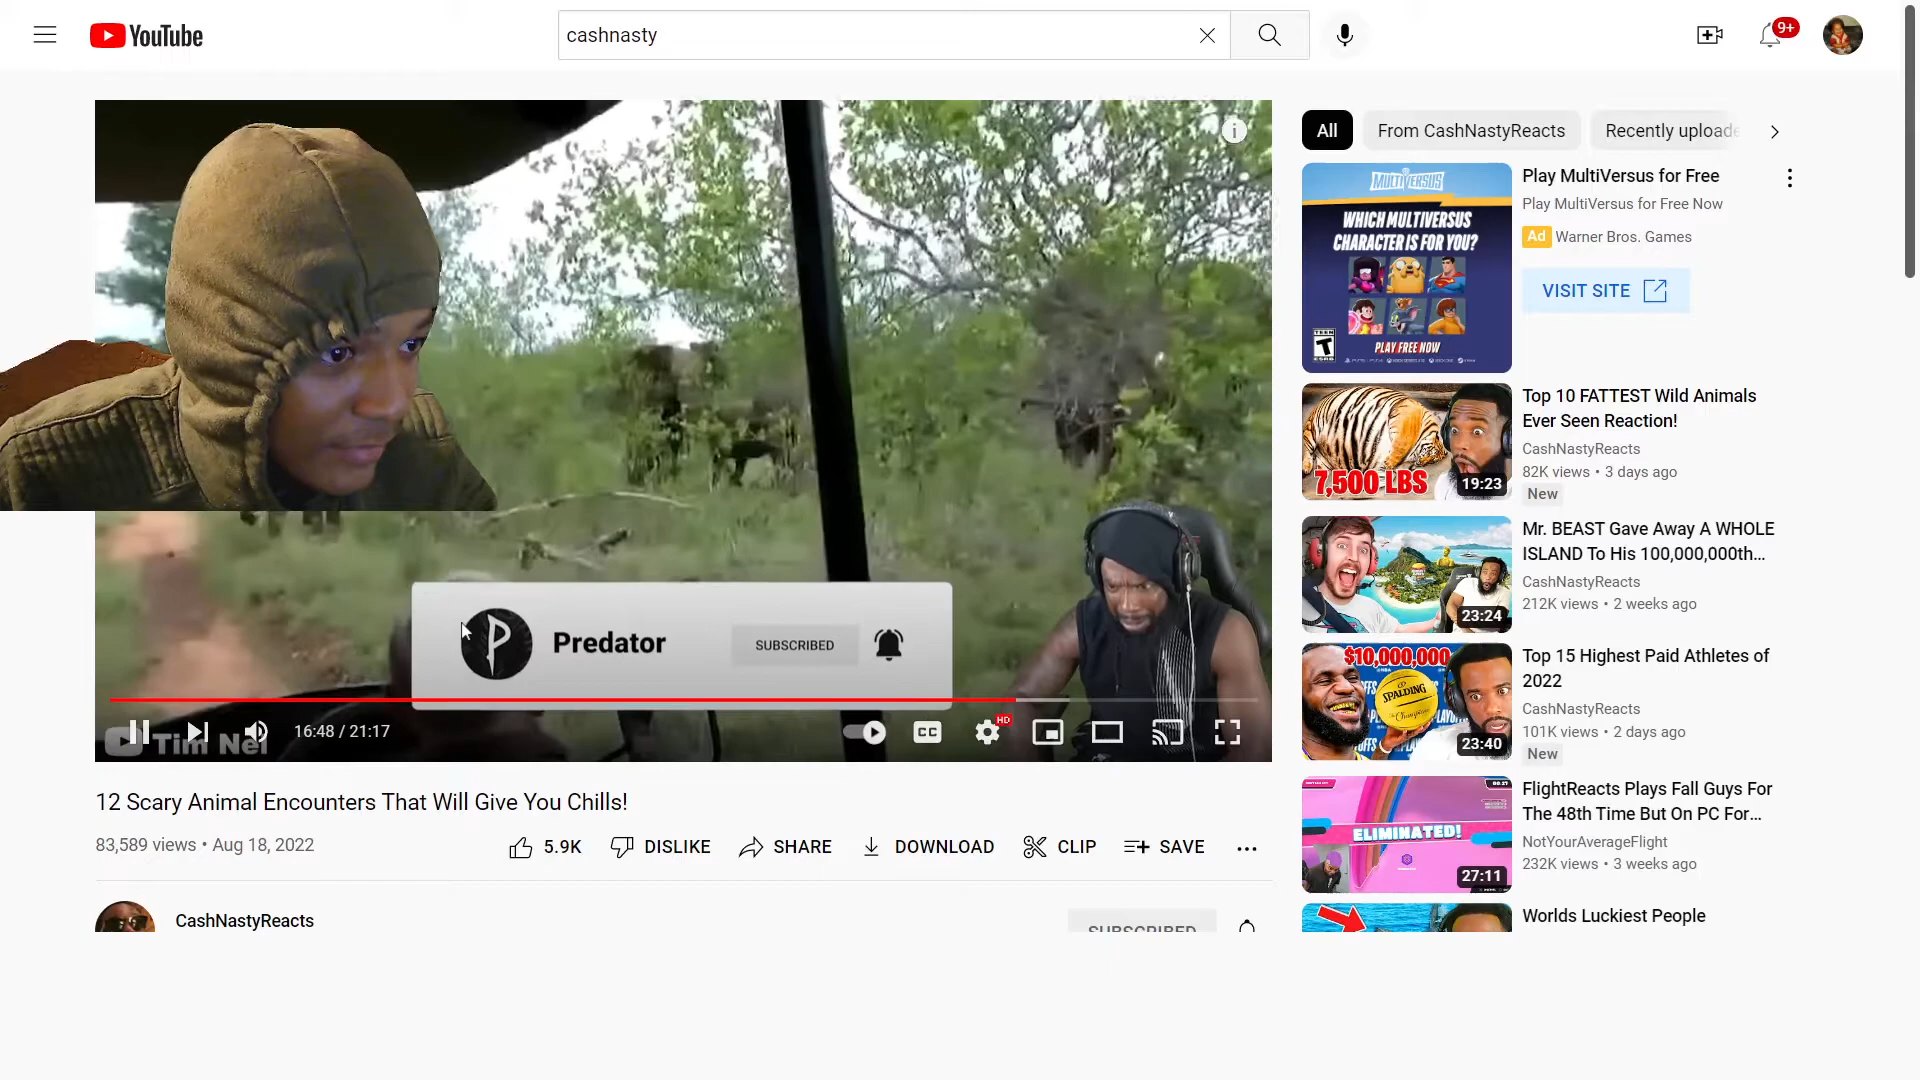 YouTube
cashnasty
9+
All
From CashNastyReacts
Recently uploade
MULTIVERSUS
WHICH MULTIVERSUS
CHARACTER IS FOR YOU?
PLAY FREE NOW
TEEN
T
ESRB
Play MultiVersus for Free
Play MultiVersus for Free Now
Ad Warner Bros. Games
VISIT SITE
7,500 LBS
19:23
Top 10 FATTEST Wild Animals
Ever Seen Reaction!
CashNastyReacts
82K views • 3 days ago
New
23:24
Mr. BEAST Gave Away A WHOLE
ISLAND To His 100,000,000th...
CashNastyReacts
212K views • 2 weeks ago
$10,000,000
SPALDING
23:40
Top 15 Highest Paid Athletes of
2022
CashNastyReacts
101K views • 2 days ago
New
ELIMINATED!
27:11
FlightReacts Plays Fall Guys For
The 48th Time But On PC For...
NotYourAverageFlight
232K views • 3 weeks ago
Worlds Luckiest People
P
Predator
SUBSCRIBED
Tim Nel
16:48 / 21:17
CC
HD
12 Scary Animal Encounters That Will Give You Chills!
83,589 views • Aug 18, 2022
5.9K
DISLIKE
SHARE
DOWNLOAD
CLIP
SAVE
CashNastyReacts
SUBSCRIBED